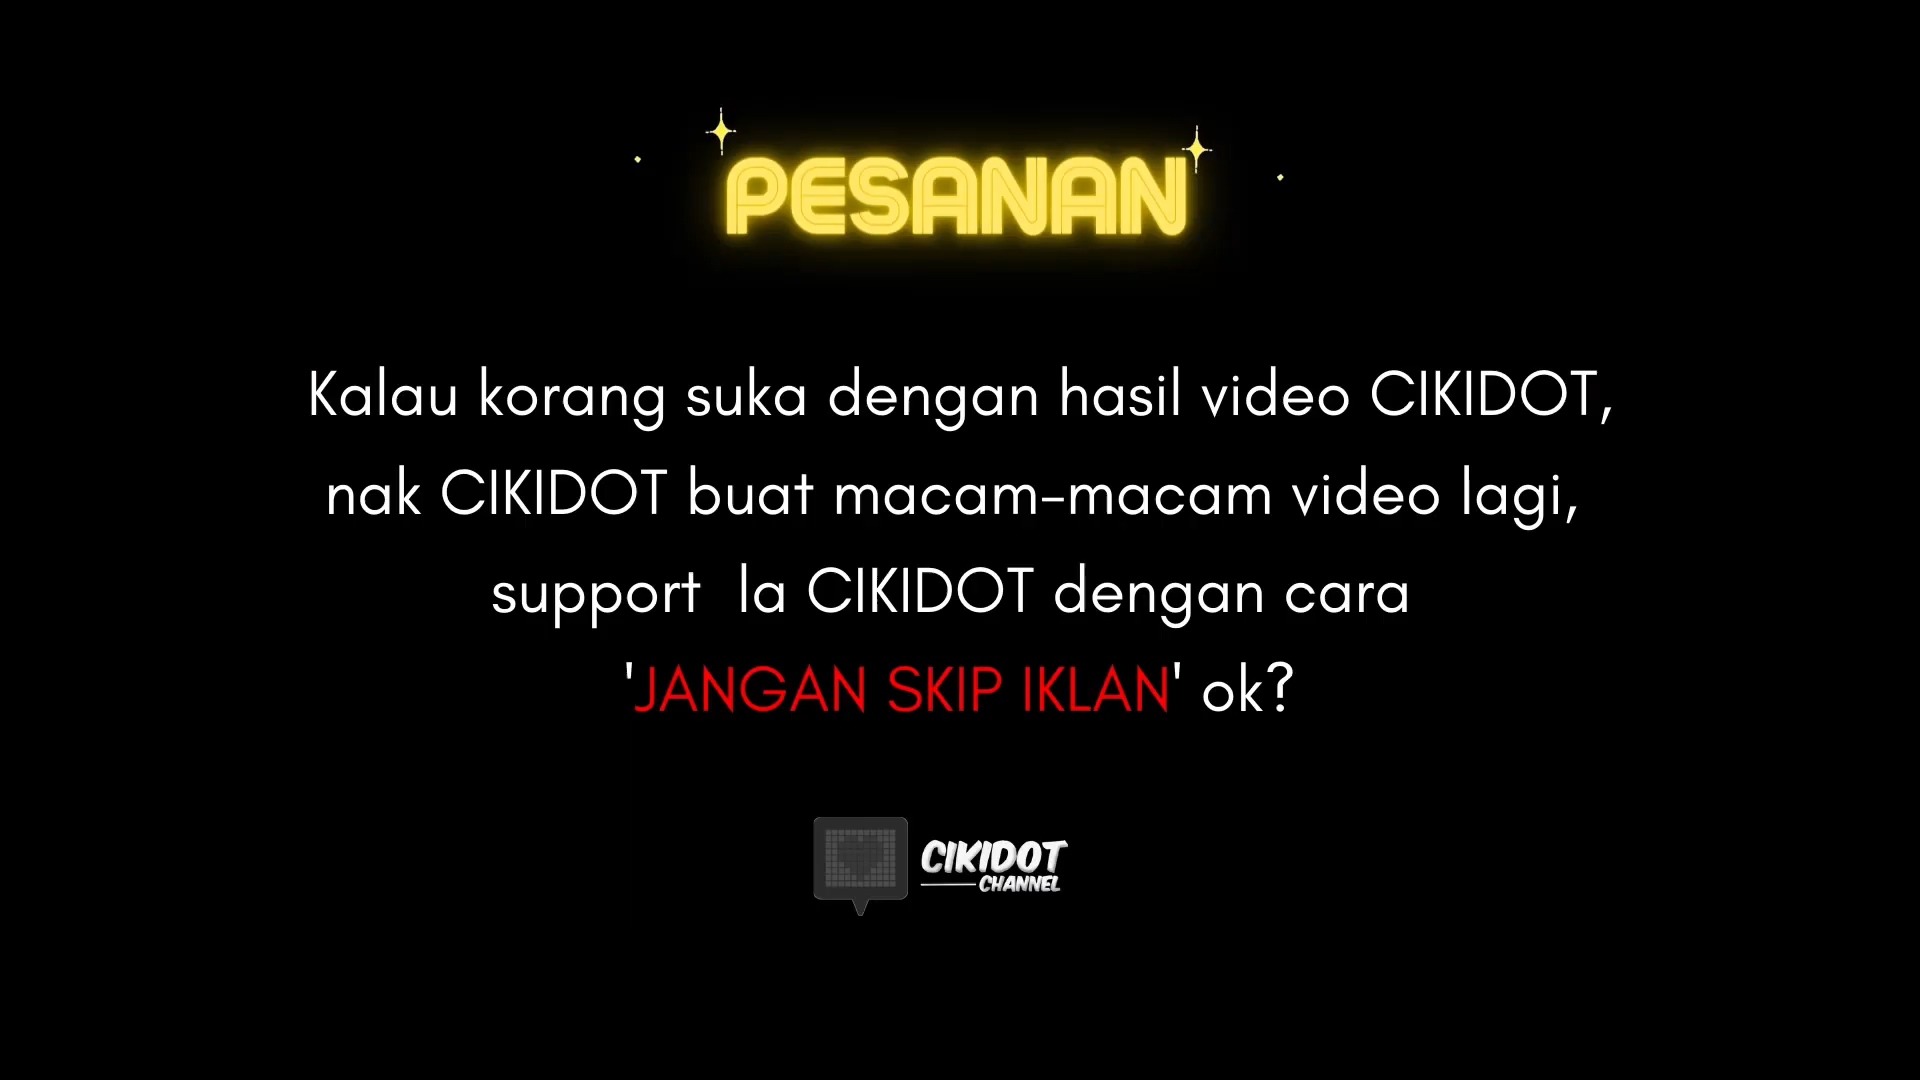 PESANAN
Kalau korang suka dengan hasil video CIKIDOT,
nak CIKIDOT buat macam-macam video lagi,
support la CIKIDOT dengan cara
'JANGAN SKIP IKLAN' ok?
CIKIDOT
CHANNEL